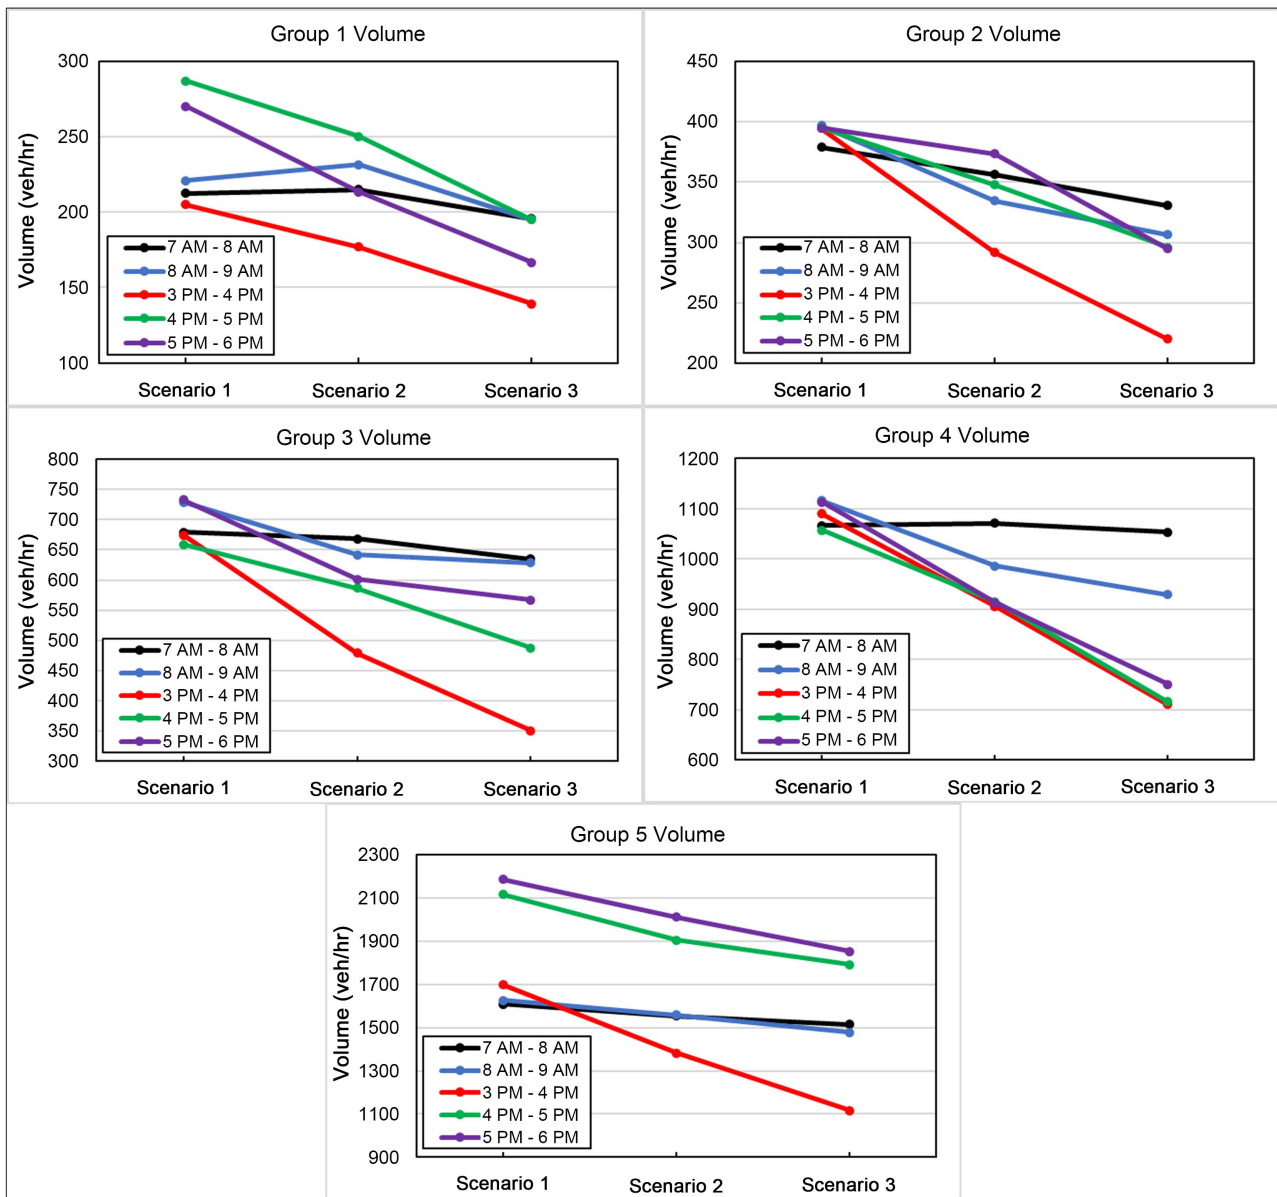 Group 1 Volume
Volume (veh/hr)
300
250
200
150
100
7 AM - 8 AM
8 AM - 9 AM
3 PM - 4 PM
4 PM - 5 PM
5 PM - 6 PM
Scenario 1 Scenario 2 Scenario 3
Group 2 Volume
Volume (veh/hr)
450
400
350
300
250
200
7 AM - 8 AM
8 AM - 9 AM
3 PM - 4 PM
4 PM - 5 PM
5 PM - 6 PM
Scenario 1 Scenario 2 Scenario 3
Group 3 Volume
Volume (veh/hr)
800
750
700
650
600
550
500
450
400
350
300
7 AM - 8 AM
8 AM - 9 AM
3 PM - 4 PM
4 PM - 5 PM
5 PM - 6 PM
Scenario 1 Scenario 2 Scenario 3
Group 4 Volume
Volume (veh/hr)
1200
1100
1000
900
800
700
600
7 AM - 8 AM
8 AM - 9 AM
3 PM - 4 PM
4 PM - 5 PM
5 PM - 6 PM
Scenario 1 Scenario 2 Scenario 3
Group 5 Volume
Volume (veh/hr)
2300
2100
1900
1700
1500
1300
1100
900
7 AM - 8 AM
8 AM - 9 AM
3 PM - 4 PM
4 PM - 5 PM
5 PM - 6 PM
Scenario 1 Scenario 2 Scenario 3